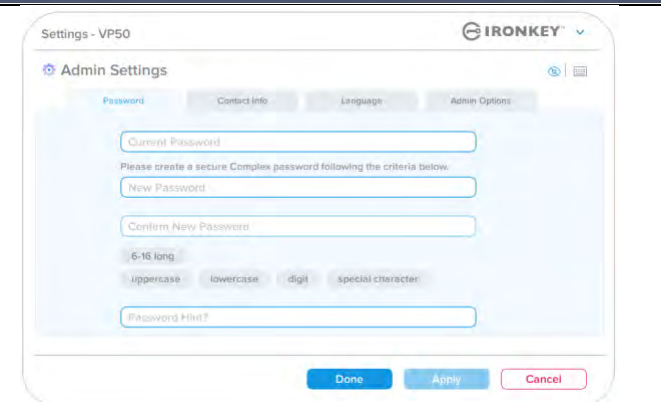 Settings - VP50
IRONKEY™
Admin Settings
Password Contact Info Language Admin Options
Current Password
Please create a secure Complex password following the criteria below.
New Password
Confirm New Password
6-16 long
uppercase lowercase digit special character
Password Hint?
Done Apply Cancel